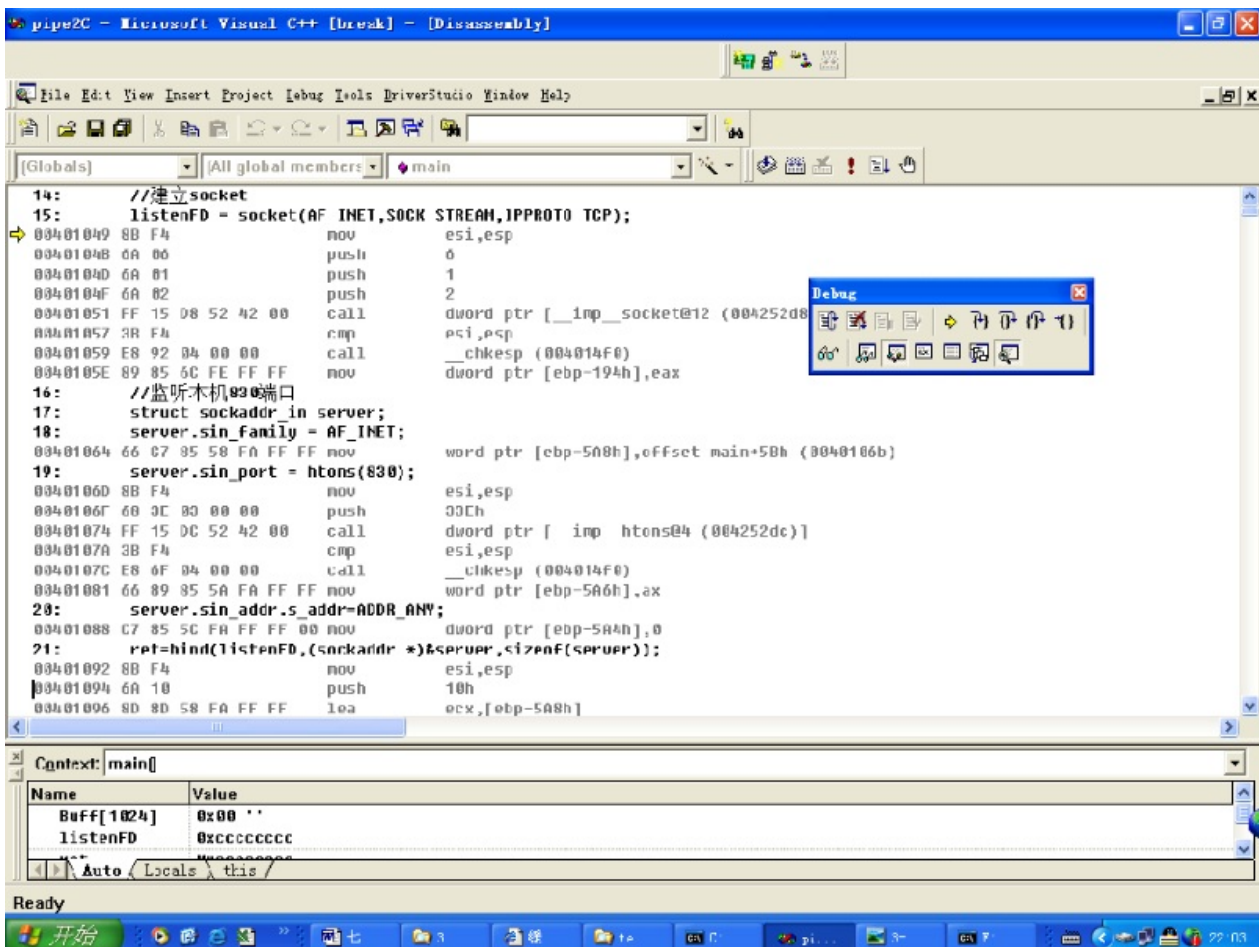 pipe2C - Microsoft Visual C++ [break] - [Disassembly]
File Edit View Insert Project Debug Tools DriverStudio Window Help
[Globals] [All global members main
14: //建立socket
15: listenFD = socket(AF_INET,SOCK_STREAM,IPPROTO_TCP);
00401049 8B F4 mov esi,esp
0040104B 6A 06 push 6
0040104D 6A 01 push 1
0040104F 6A 02 push 2
00401051 FF 15 D8 52 42 00 call dword ptr [__imp__socket@12 (004252d8
00401057 3B F4 cmp esi,esp
00401059 E8 92 04 00 00 call __chkesp (004014f0)
0040105E 89 85 6C FE FF FF mov dword ptr [ebp-194h],eax
16: //监听本机830端口
17: struct sockaddr_in server;
18: server.sin_family = AF_INET;
00401064 66 C7 85 58 FA FF FF mov word ptr [ebp-5A8h],offset main+5Bh (0040106b)
19: server.sin_port = htons(830);
0040106D 8B F4 mov esi,esp
0040106F 68 3E 03 00 00 push 33Eh
00401074 FF 15 DC 52 42 00 call dword ptr [__imp__htons@4 (004252dc)]
0040107A 3B F4 cmp esi,esp
0040107C E8 6F 04 00 00 call __chkesp (004014f0)
00401081 66 89 85 5A FA FF FF mov word ptr [ebp-5A6h],ax
20: server.sin_addr.s_addr=ADDR_ANY;
00401088 C7 85 5C FA FF FF 00 mov dword ptr [ebp-5A4h],0
21: ret=bind(listenFD,(sockaddr *)&server,sizeof(server));
00401092 8B F4 mov esi,esp
00401094 6A 10 push 10h
00401096 8D 8D 58 FA FF FF lea ecx,[ebp-5A8h]
Debug
Context: main()
Name Value
Buff[1024] 0x00 ''
listenFD 0xcccccccc
Auto Locals this
Ready
开始 七 3 缓 te pi... 3- 22:03